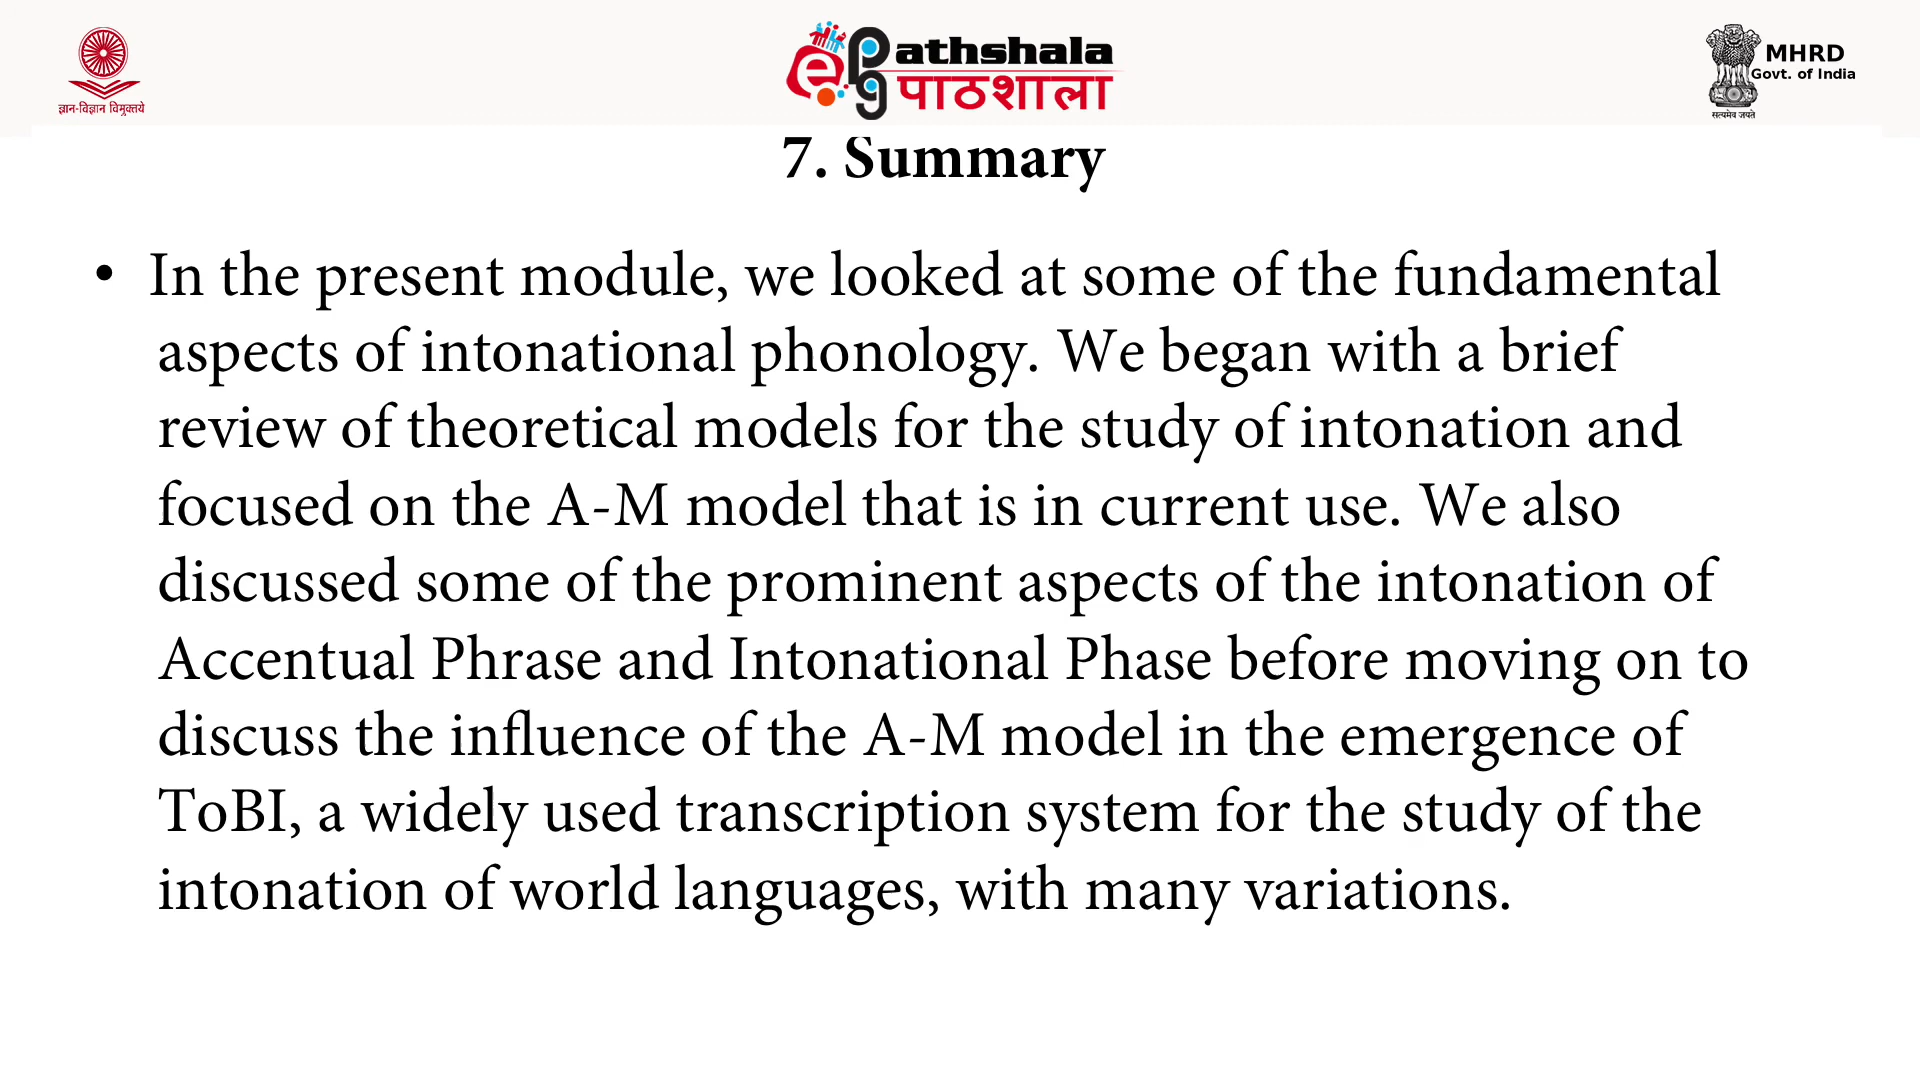 ज्ञान-विज्ञान विमुक्तये
athshala
पाठशाला
MHRD
Govt. of India
सत्यमेव जयते
7. Summary
• In the present module, we looked at some of the fundamental
aspects of intonational phonology. We began with a brief
review of theoretical models for the study of intonation and
focused on the A-M model that is in current use. We also
discussed some of the prominent aspects of the intonation of
Accentual Phrase and Intonational Phase before moving on to
discuss the influence of the A-M model in the emergence of
ToBI, a widely used transcription system for the study of the
intonation of world languages, with many variations.